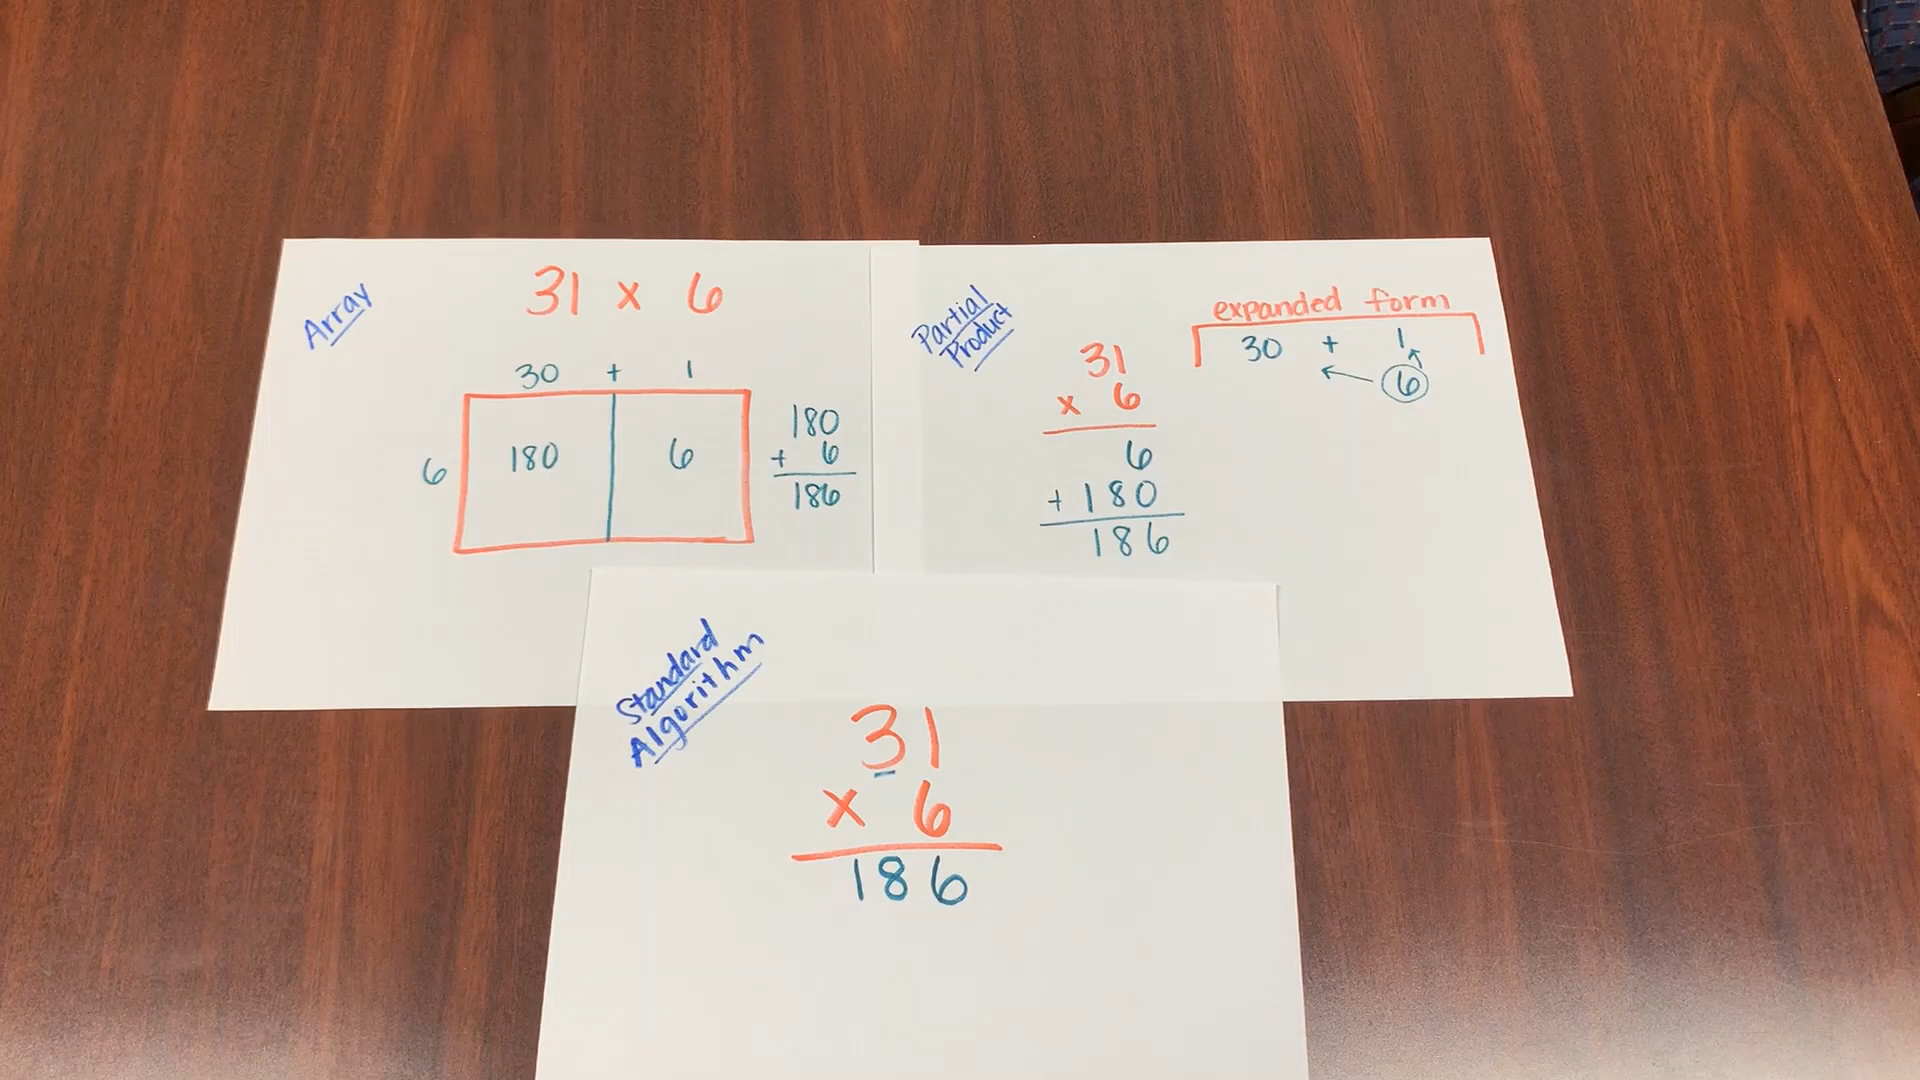 Array
31 x 6
30 + 1
6
180
6
180
+ 6
186
Partial
Product
31
x 6
6
+ 180
186
expanded form
30 + 1
6
Standard
Algorithm
31
x 6
186